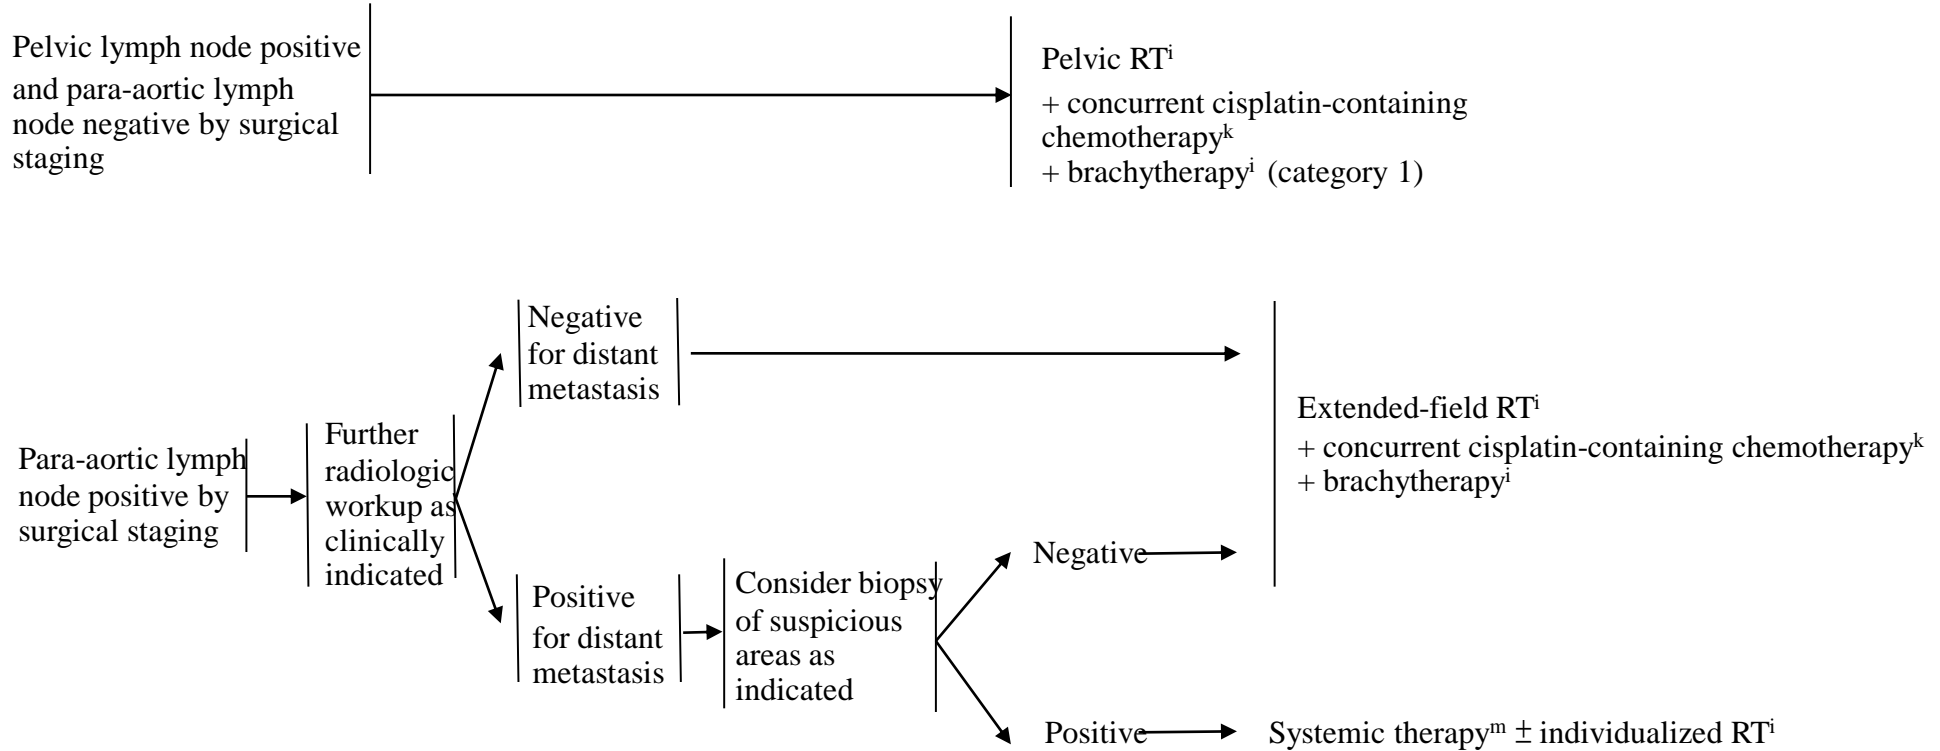 Pelvic lymph node positive
and para-aortic lymph
node negative by surgical
staging
Pelvic RTⁱ
+ concurrent cisplatin-containing
chemotherapyᵏ
+ brachytherapyⁱ (category 1)
Negative
for distant
metastasis
Para-aortic lymph
node positive by
surgical staging
Further
radiologic
workup as
clinically
indicated
Positive
for distant
metastasis
Consider biopsy
of suspicious
areas as
indicated
Negative
Extended-field RTⁱ
+ concurrent cisplatin-containing chemotherapyᵏ
+ brachytherapyⁱ
Positive
Systemic therapyᵐ ± individualized RTⁱ